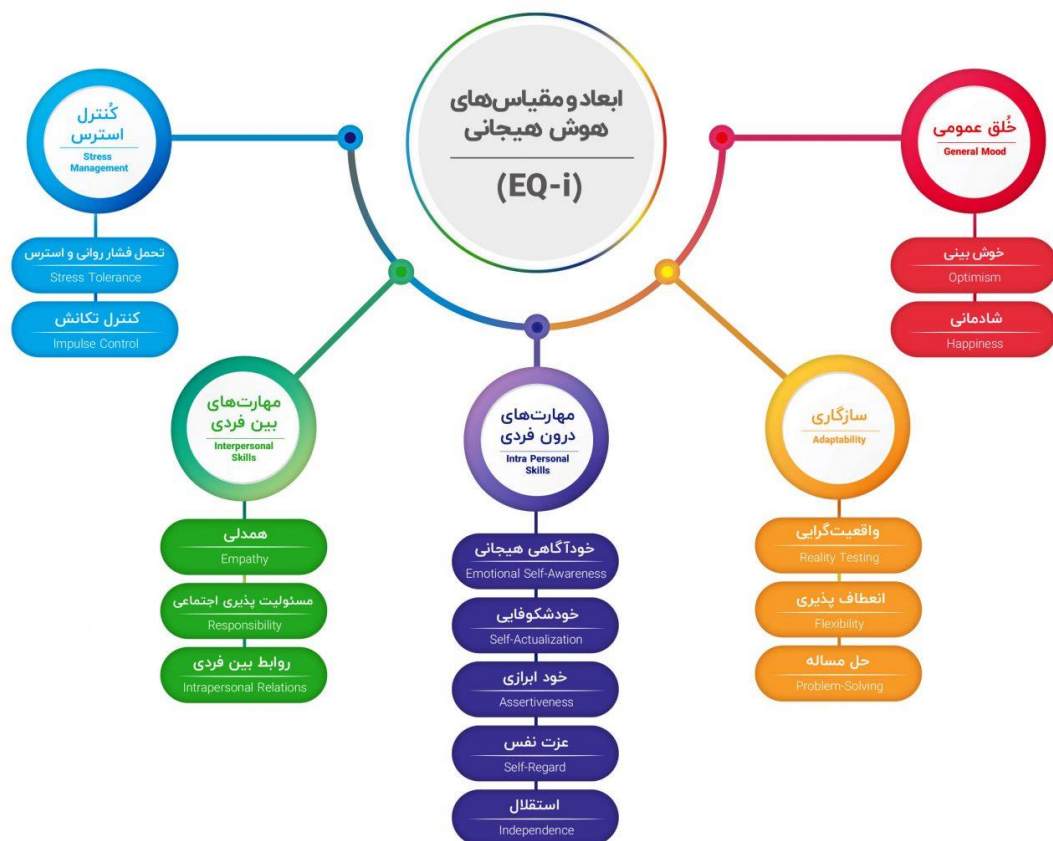 ابعاد و مقیاس‌های
هوش هیجانی
(EQ-i)
خُلق عمومی
General Mood
خوش بینی
Optimism
شادمانی
Happiness
سازگاری
Adaptability
واقعیت‌گرایی
Reality Testing
انعطاف پذیری
Flexibility
حل مساله
Problem-Solving
مهارت‌های
درون فردی
Intra Personal
Skills
خودآگاهی هیجانی
Emotional Self-Awareness
خودشکوفایی
Self-Actualization
خود ابرازی
Assertiveness
عزت نفس
Self-Regard
استقلال
Independence
مهارت‌های
بین فردی
Interpersonal
Skills
همدلی
Empathy
مسئولیت پذیری اجتماعی
Responsibility
روابط بین فردی
Intrapersonal Relations
کُنترل
استرس
Stress
Management
تحمل فشار روانی و استرس
Stress Tolerance
کنترل تکانش
Impulse Control